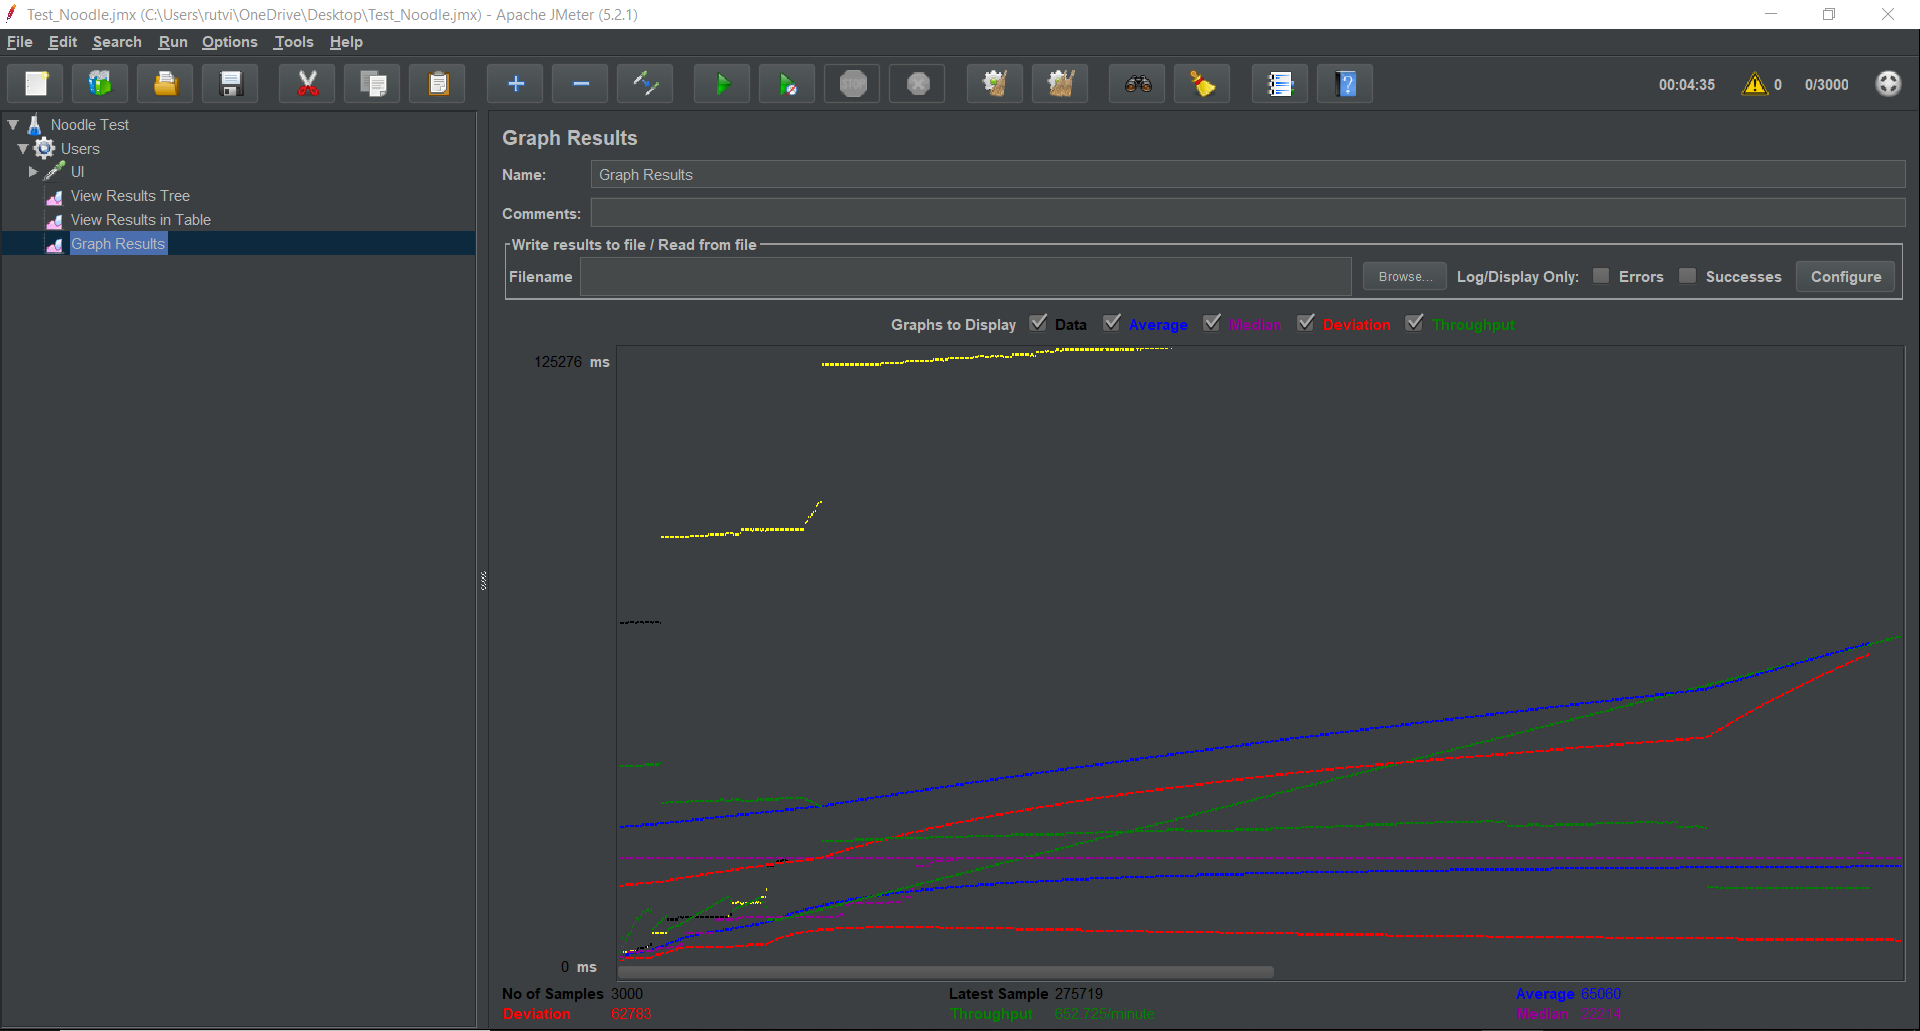 Test_Noodle.jmx (C:\Users\rutvi\OneDrive\Desktop\Test_Noodle.jmx) - Apache JMeter (5.2.1)
File Edit Search Run Options Tools Help
STOP
00:04:35 0 0/3000
Noodle Test
Users
UI
View Results Tree
View Results in Table
Graph Results
Graph Results
Name: Graph Results
Comments:
Write results to file / Read from file
Filename Browse... Log/Display Only: Errors Successes Configure
Graphs to Display Data Average Median Deviation Throughput
125276 ms
0 ms
No of Samples 3000 Latest Sample 275719 Average 65060
Deviation 62783 Throughput 652.725/minute Median